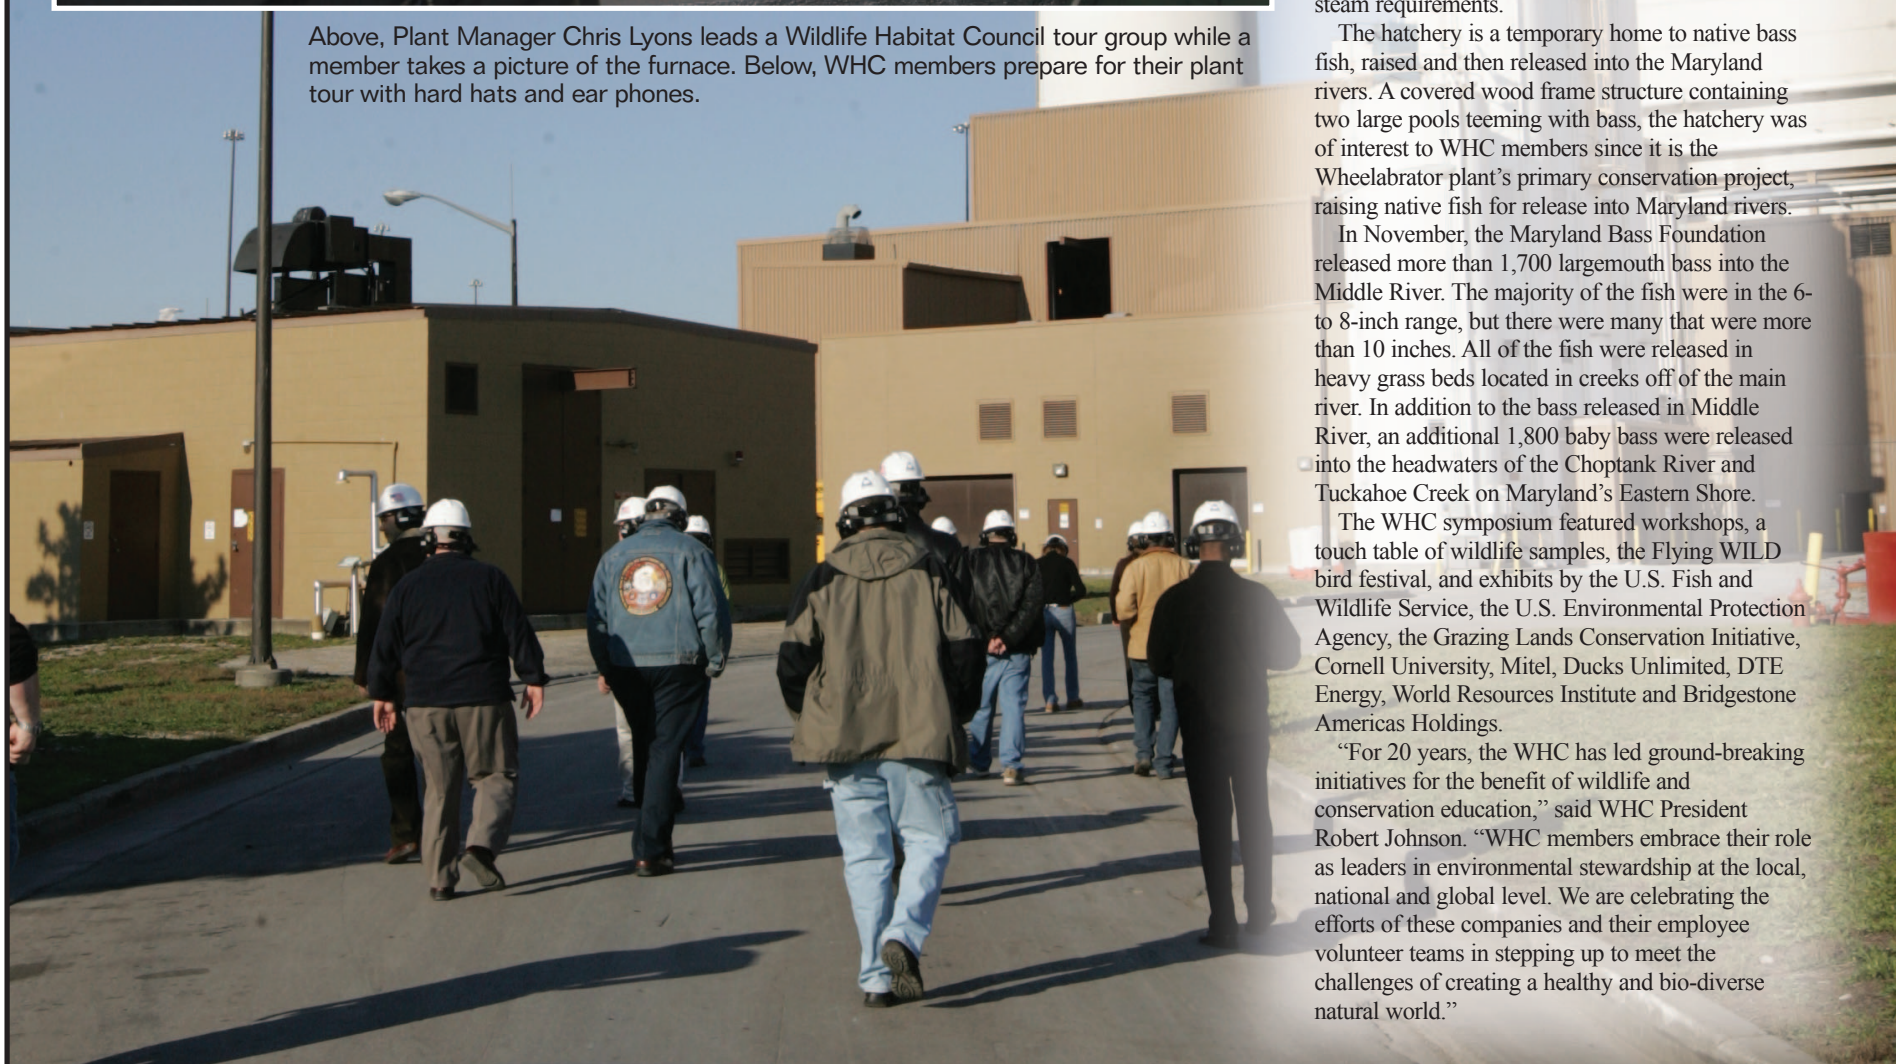 Above, Plant Manager Chris Lyons leads a Wildlife Habitat Council tour group while a
member takes a picture of the furnace. Below, WHC members prepare for their plant
tour with hard hats and ear phones.
steam requirements.
The hatchery is a temporary home to native bass
fish, raised and then released into the Maryland
rivers. A covered wood frame structure containing
two large pools teeming with bass, the hatchery was
of interest to WHC members since it is the
Wheelabrator plant’s primary conservation project,
raising native fish for release into Maryland rivers.
In November, the Maryland Bass Foundation
released more than 1,700 largemouth bass into the
Middle River. The majority of the fish were in the 6-
to 8-inch range, but there were many that were more
than 10 inches. All of the fish were released in
heavy grass beds located in creeks off of the main
river. In addition to the bass released in Middle
River, an additional 1,800 baby bass were released
into the headwaters of the Choptank River and
Tuckahoe Creek on Maryland’s Eastern Shore.
The WHC symposium featured workshops, a
touch table of wildlife samples, the Flying WILD
bird festival, and exhibits by the U.S. Fish and
Wildlife Service, the U.S. Environmental Protection
Agency, the Grazing Lands Conservation Initiative,
Cornell University, Mitel, Ducks Unlimited, DTE
Energy, World Resources Institute and Bridgestone
Americas Holdings.
“For 20 years, the WHC has led ground-breaking
initiatives for the benefit of wildlife and
conservation education,” said WHC President
Robert Johnson. “WHC members embrace their role
as leaders in environmental stewardship at the local,
national and global level. We are celebrating the
efforts of these companies and their employee
volunteer teams in stepping up to meet the
challenges of creating a healthy and bio-diverse
natural world.”